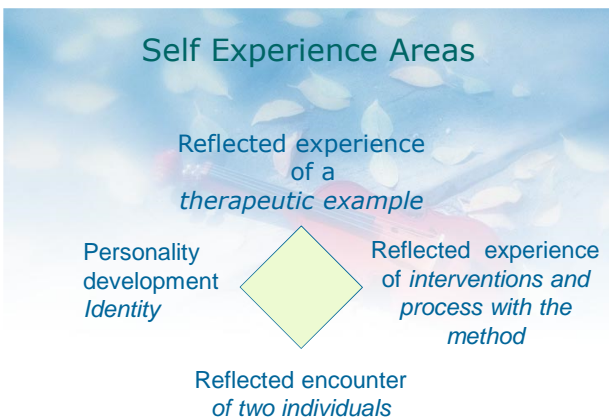 Self Experience Areas
Reflected experience
of a
therapeutic example
Personality
development
Identity
Reflected experience
of interventions and
process with the
method
Reflected encounter
of two individuals